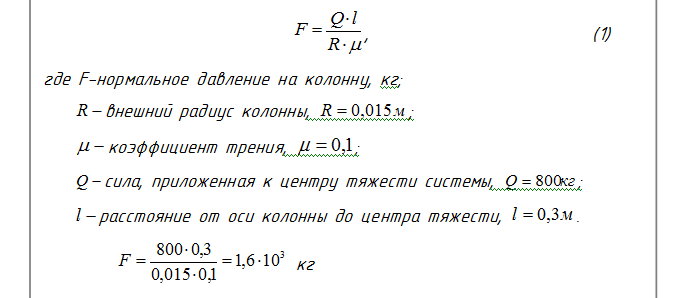 F = Q·l / R·μ′ (1)
где F-нормальное давление на колонну, кг;
R – внешний радиус колонны, R = 0,015 м ;
μ – коэффициент трения, μ = 0,1;
Q – сила, приложенная к центру тяжести системы, Q = 800кг ;
l – расстояние от оси колонны до центра тяжести, l = 0,3 м .
F = 800·0,3 / 0,015·0,1 = 1,6·10³ кг